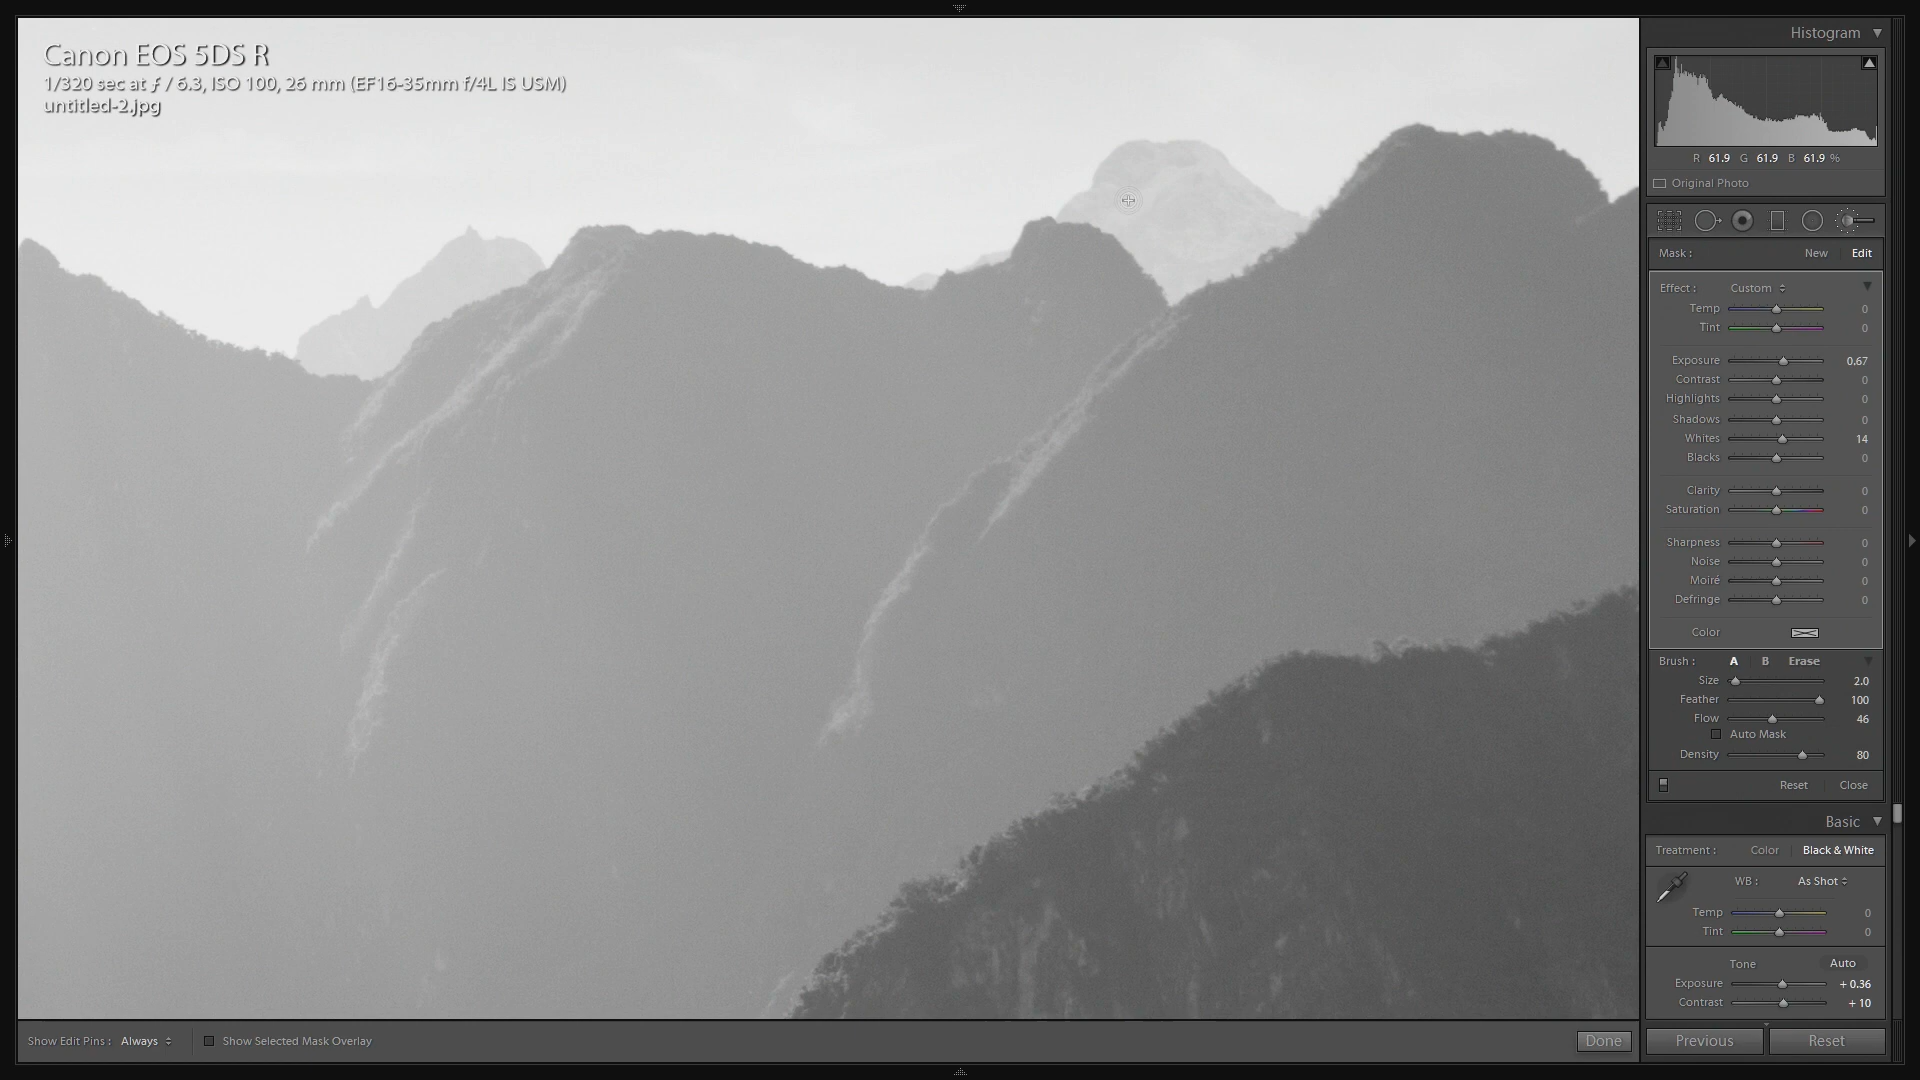 Canon EOS 5DS R
1/320 sec at ƒ / 6.3, ISO 100, 26 mm (EF16-35mm f/4L IS USM)
untitled-2.jpg
Histogram
R 61.9 G 61.9 B 61.9 %
Original Photo
Mask : New Edit
Effect : Custom
Temp 0
Tint 0
Exposure 0.67
Contrast 0
Highlights 0
Shadows 0
Whites 14
Blacks 0
Clarity 0
Saturation 0
Sharpness 0
Noise 0
Moiré 0
Defringe 0
Color
Brush : A B Erase
Size 2.0
Feather 100
Flow 46
Auto Mask
Density 80
Reset Close
Basic
Treatment : Color Black & White
WB : As Shot
Temp 0
Tint 0
Tone Auto
Exposure + 0.36
Contrast + 10
Show Edit Pins : Always Show Selected Mask Overlay Done
Previous Reset